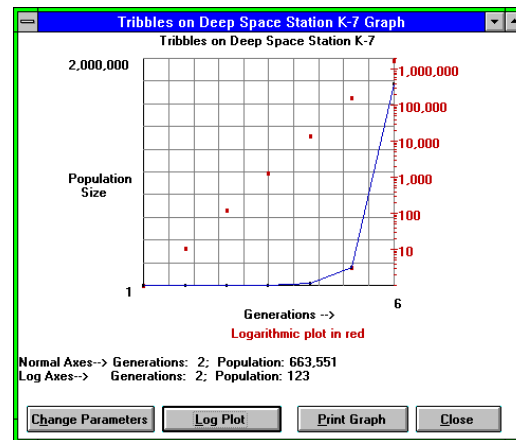 Tribbles on Deep Space Station K-7 Graph
Tribbles on Deep Space Station K-7
2,000,000
1,000,000
100,000
10,000
Population
Size
1,000
100
10
1
6
Generations -->
Logarithmic plot in red
Normal Axes--> Generations: 2; Population: 663,551
Log Axes--> Generations: 2; Population: 123
Change Parameters
Log Plot
Print Graph
Close